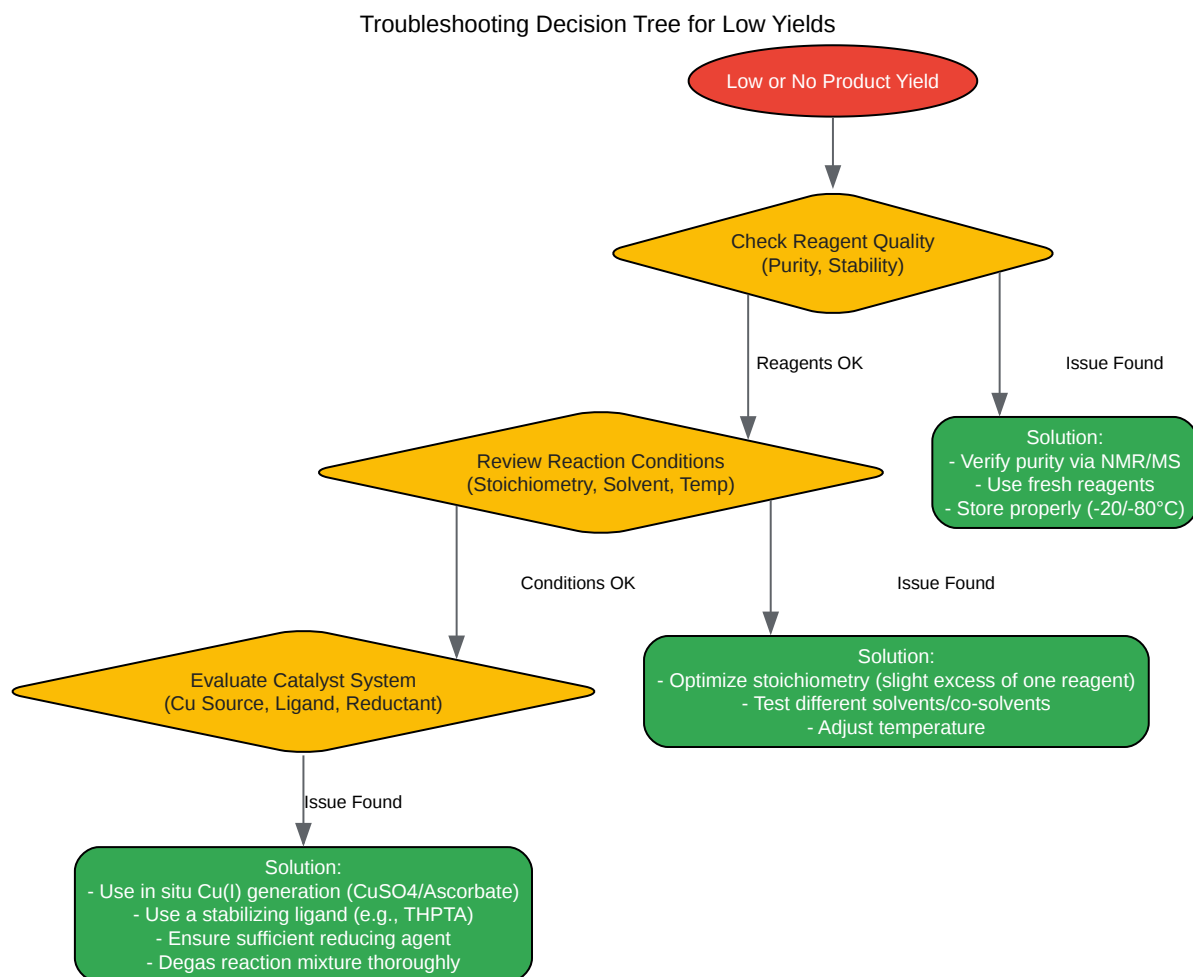 Troubleshooting Decision Tree for Low Yields
Low or No Product Yield
Check Reagent Quality
(Purity, Stability)
Reagents OK
Issue Found
Review Reaction Conditions
(Stoichiometry, Solvent, Temp)
Solution:
- Verify purity via NMR/MS
- Use fresh reagents
- Store properly (-20/-80°C)
Conditions OK
Issue Found
Evaluate Catalyst System
(Cu Source, Ligand, Reductant)
Solution:
- Optimize stoichiometry (slight excess of one reagent)
- Test different solvents/co-solvents
- Adjust temperature
Issue Found
Solution:
- Use in situ Cu(I) generation (CuSO4/Ascorbate)
- Use a stabilizing ligand (e.g., THPTA)
- Ensure sufficient reducing agent
- Degas reaction mixture thoroughly